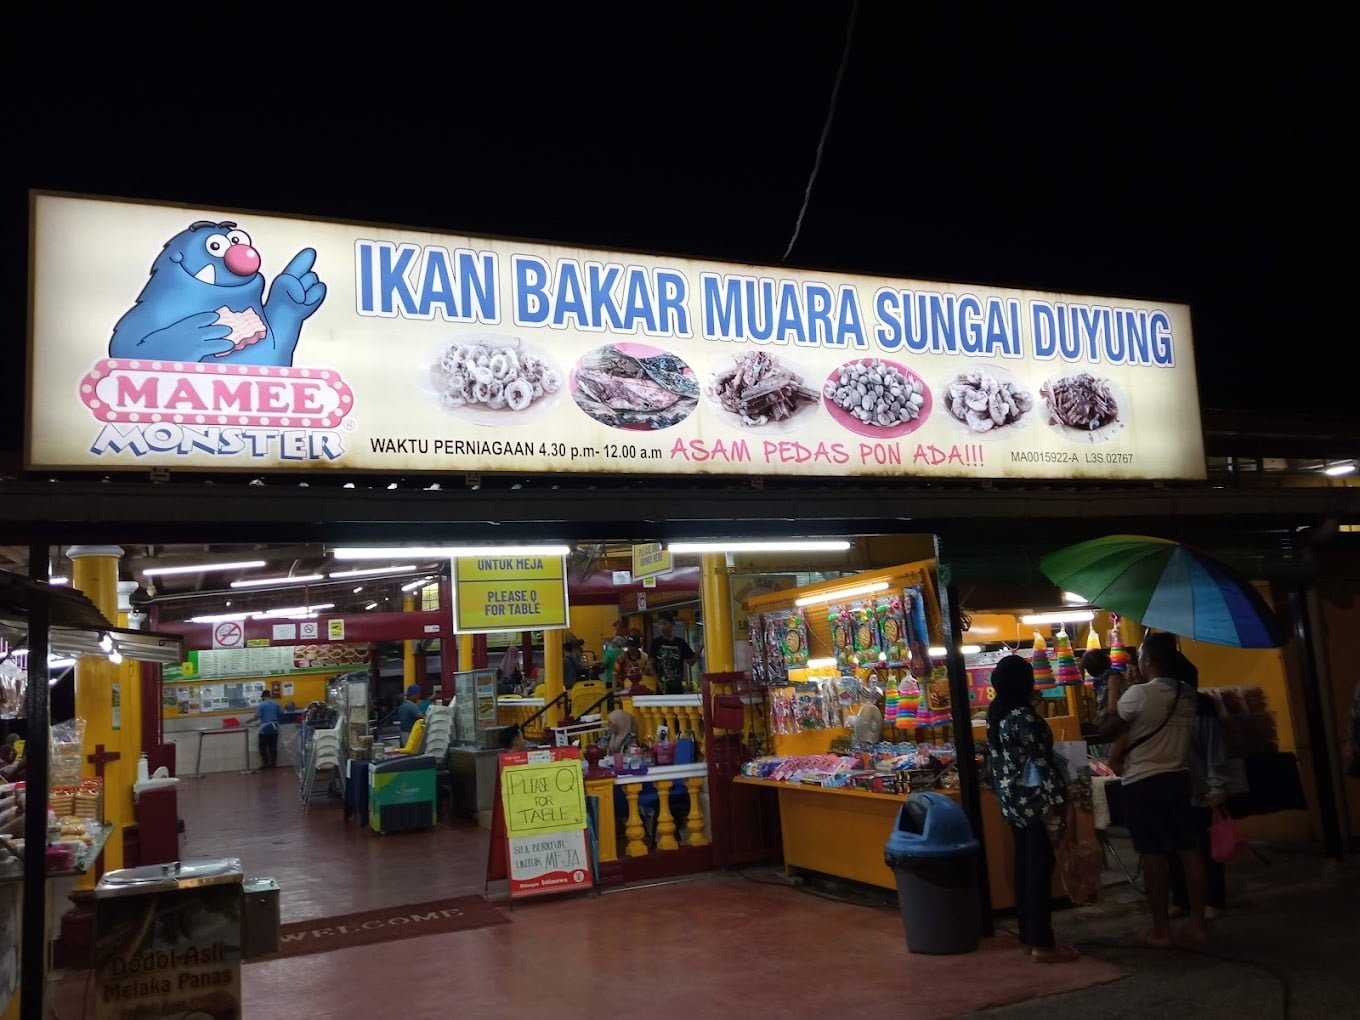 IKAN BAKAR MUARA SUNGAI DUYUNG
MAMEE
MONSTER
WAKTU PERNIAGAAN 4.30 p.m- 12.00 a.m
ASAM PEDAS PON ADA!!!
MA0015922-A L3S.02767
UNTUK MEJA
PLEASE Q
FOR TABLE
PLEASE Q
FOR
TABLE
SILA BERATUR
UNTUK MEJA
WELCOME
Dodol Asli
Melaka Panas